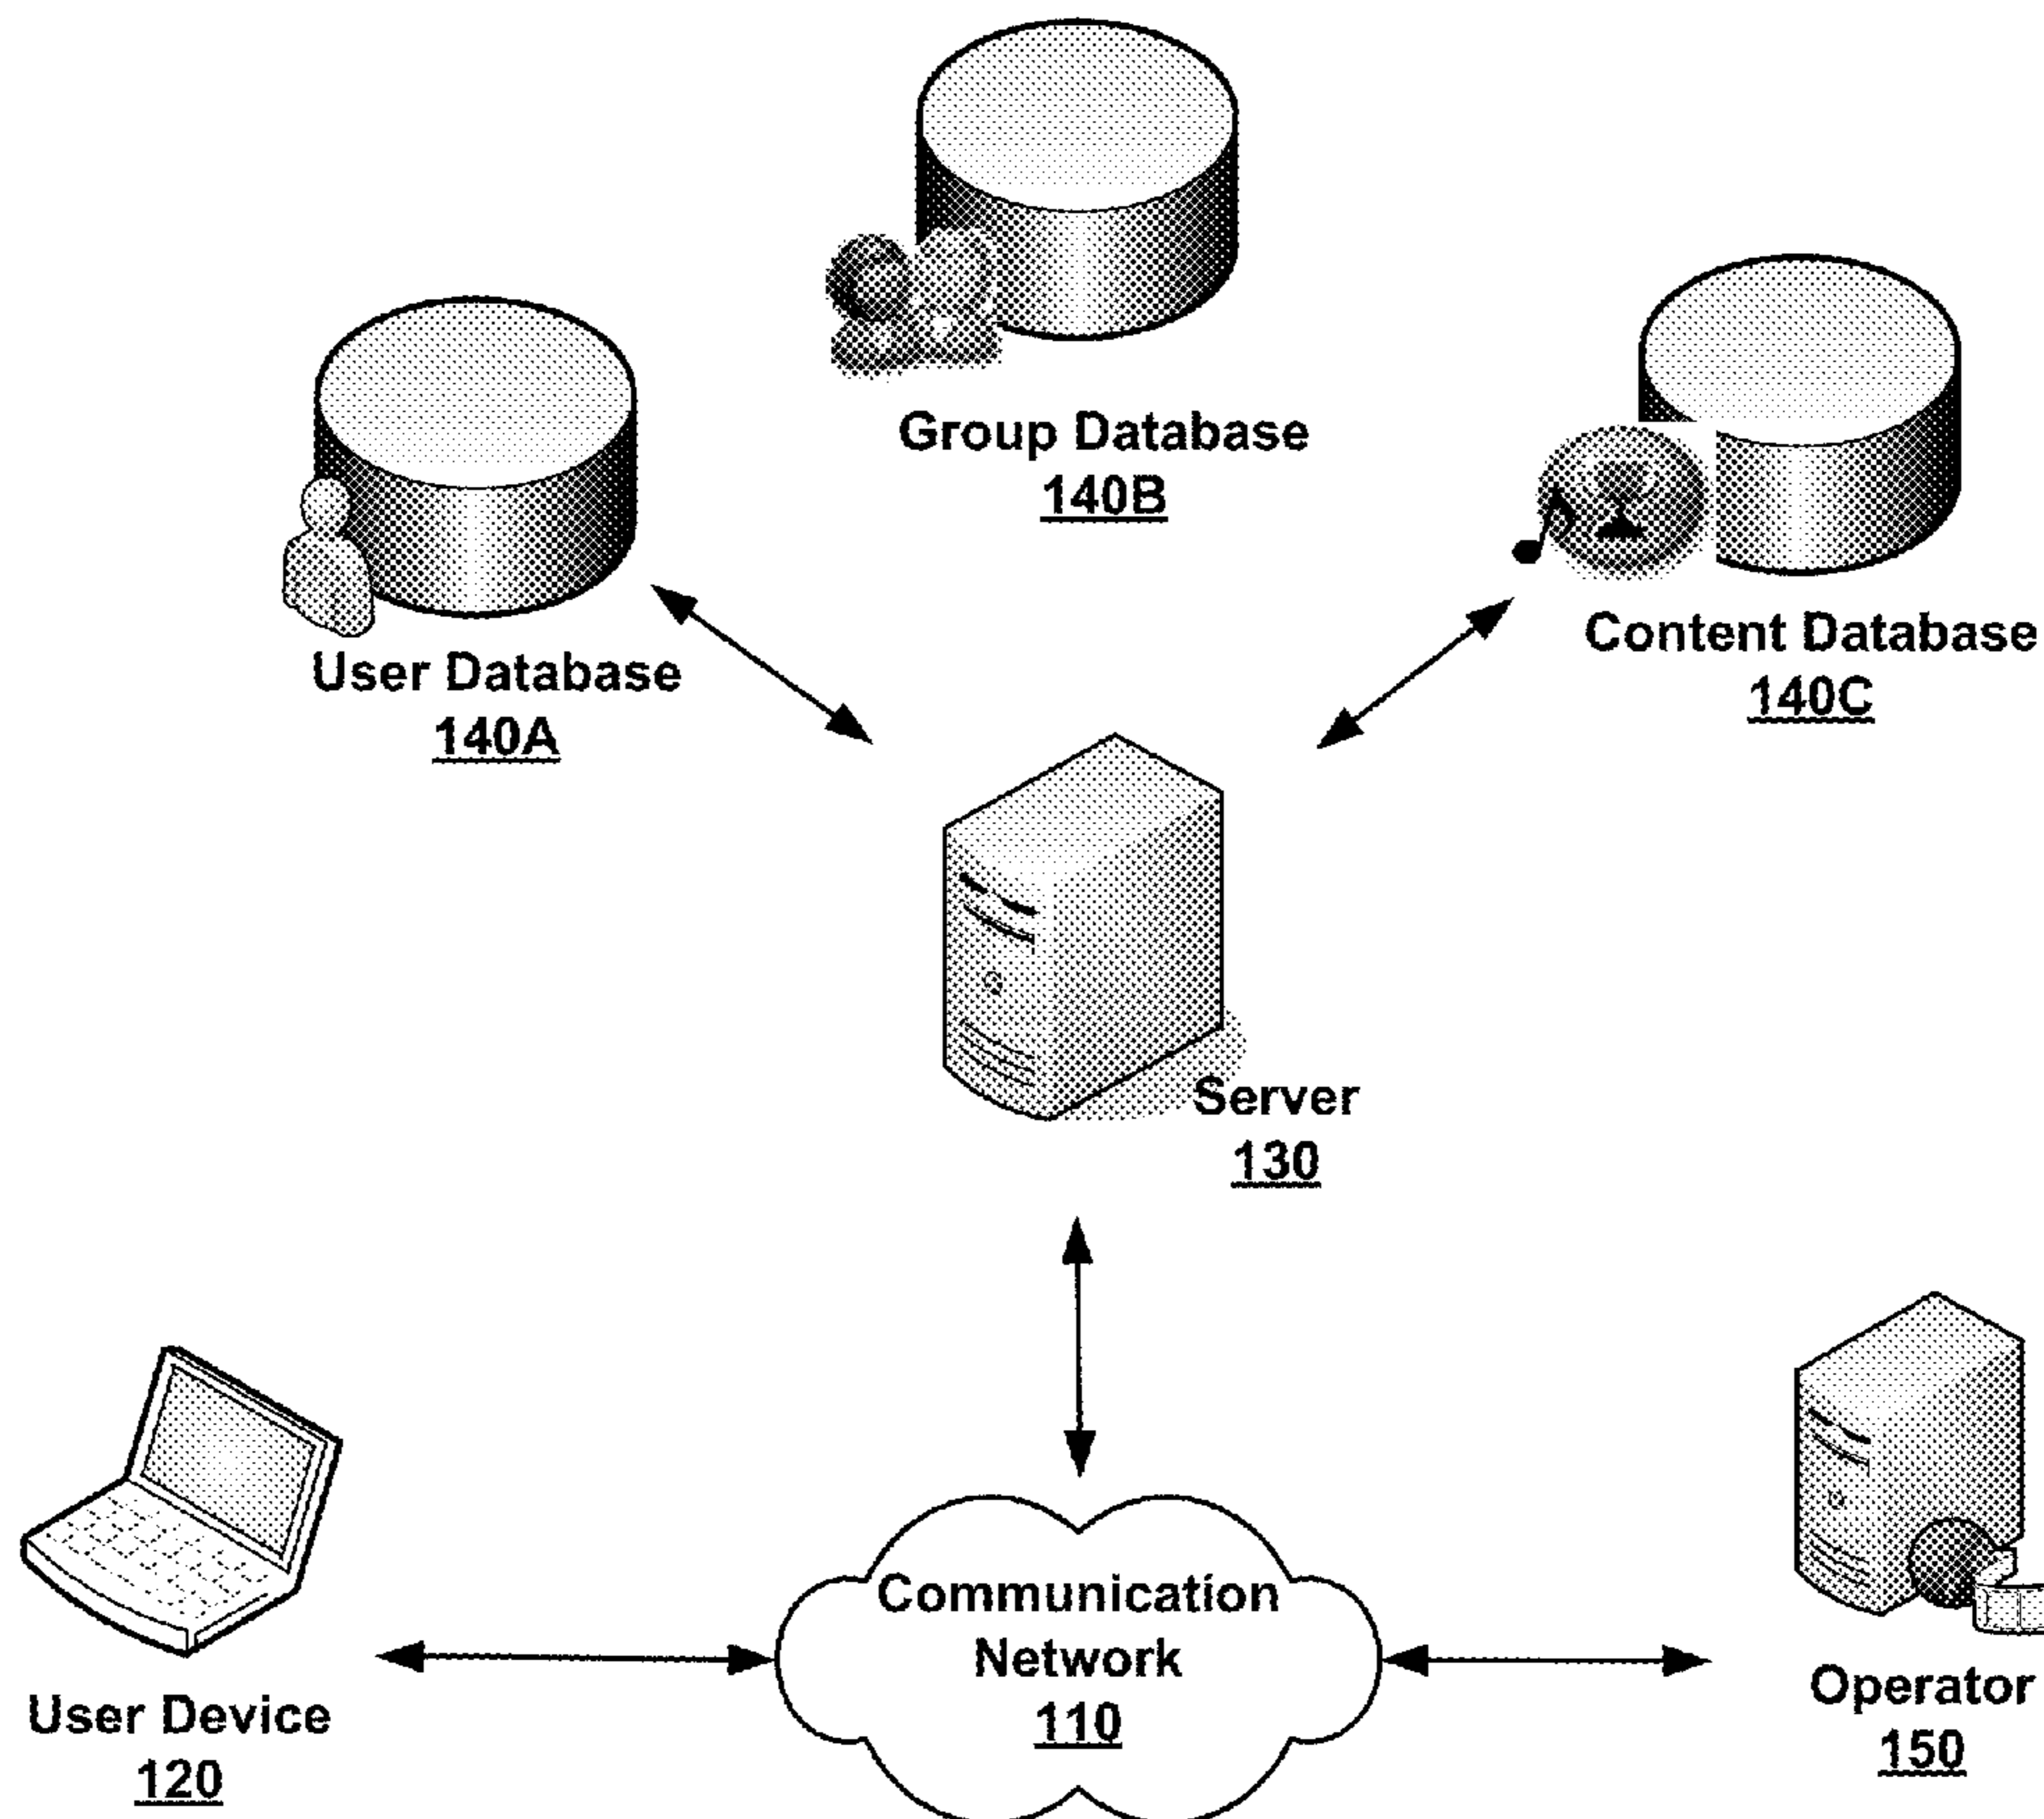 Group Database
140B
User Database
140A
Content Database
140C
Server
130
Communication
Network
110
User Device
120
Operator
150